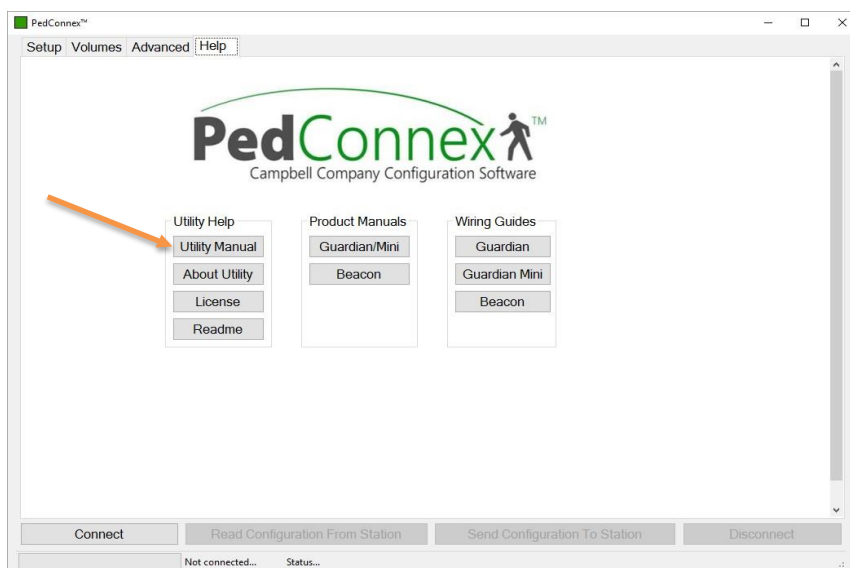 PedConnex™
Setup Volumes Advanced Help
PedConnex™
Campbell Company Configuration Software
Utility Help
Utility Manual
About Utility
License
Readme
Product Manuals
Guardian/Mini
Beacon
Wiring Guides
Guardian
Guardian Mini
Beacon
Connect Read Configuration From Station Send Configuration To Station Disconnect
Not connected... Status...